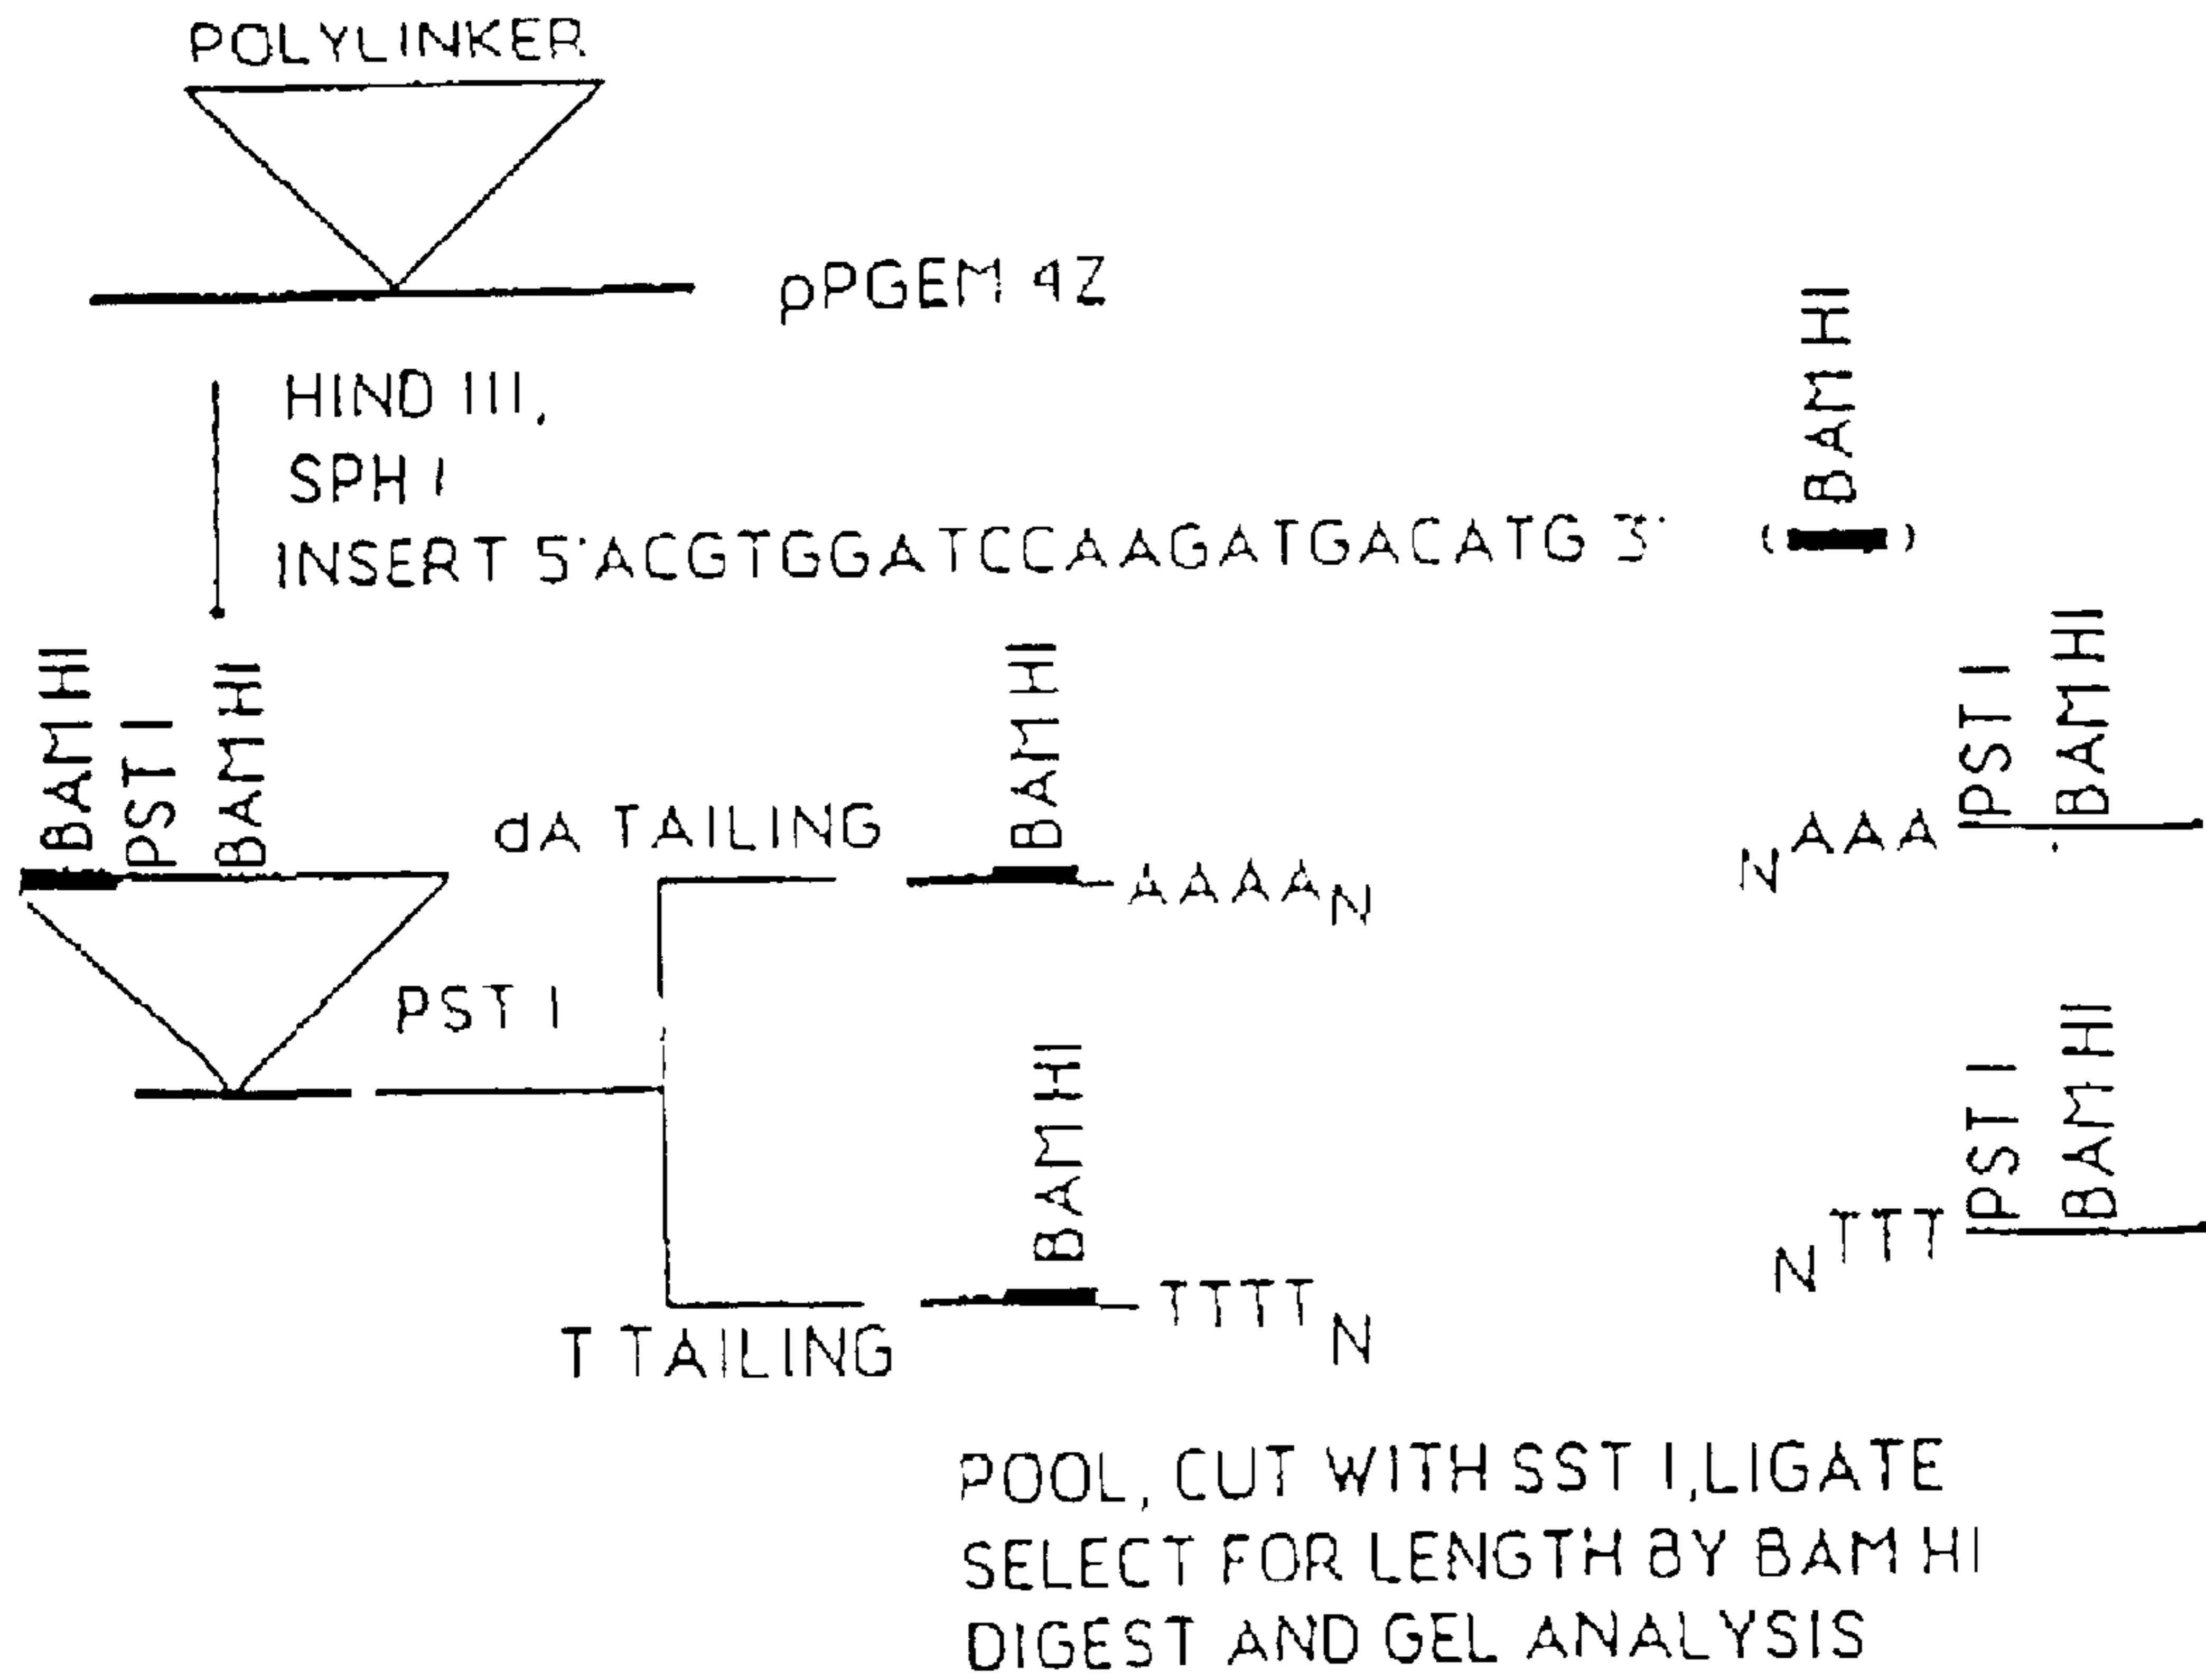 POLYLINKER
pPGEM 4Z
HIND III,
SPH I
INSERT 5'ACGTGGATCCAAGATGACATG 3' ( )
BAM HI
BAM HI
PST I
BAM HI
dA TAILING
BAM HI
AAAAN
NAAA
PST I
BAM HI
PST I
T TAILING
BAM HI
TTTTN
NTTT
PST I
BAM HI
POOL, CUT WITH SST I,LIGATE
SELECT FOR LENGTH BY BAM HI
DIGEST AND GEL ANALYSIS